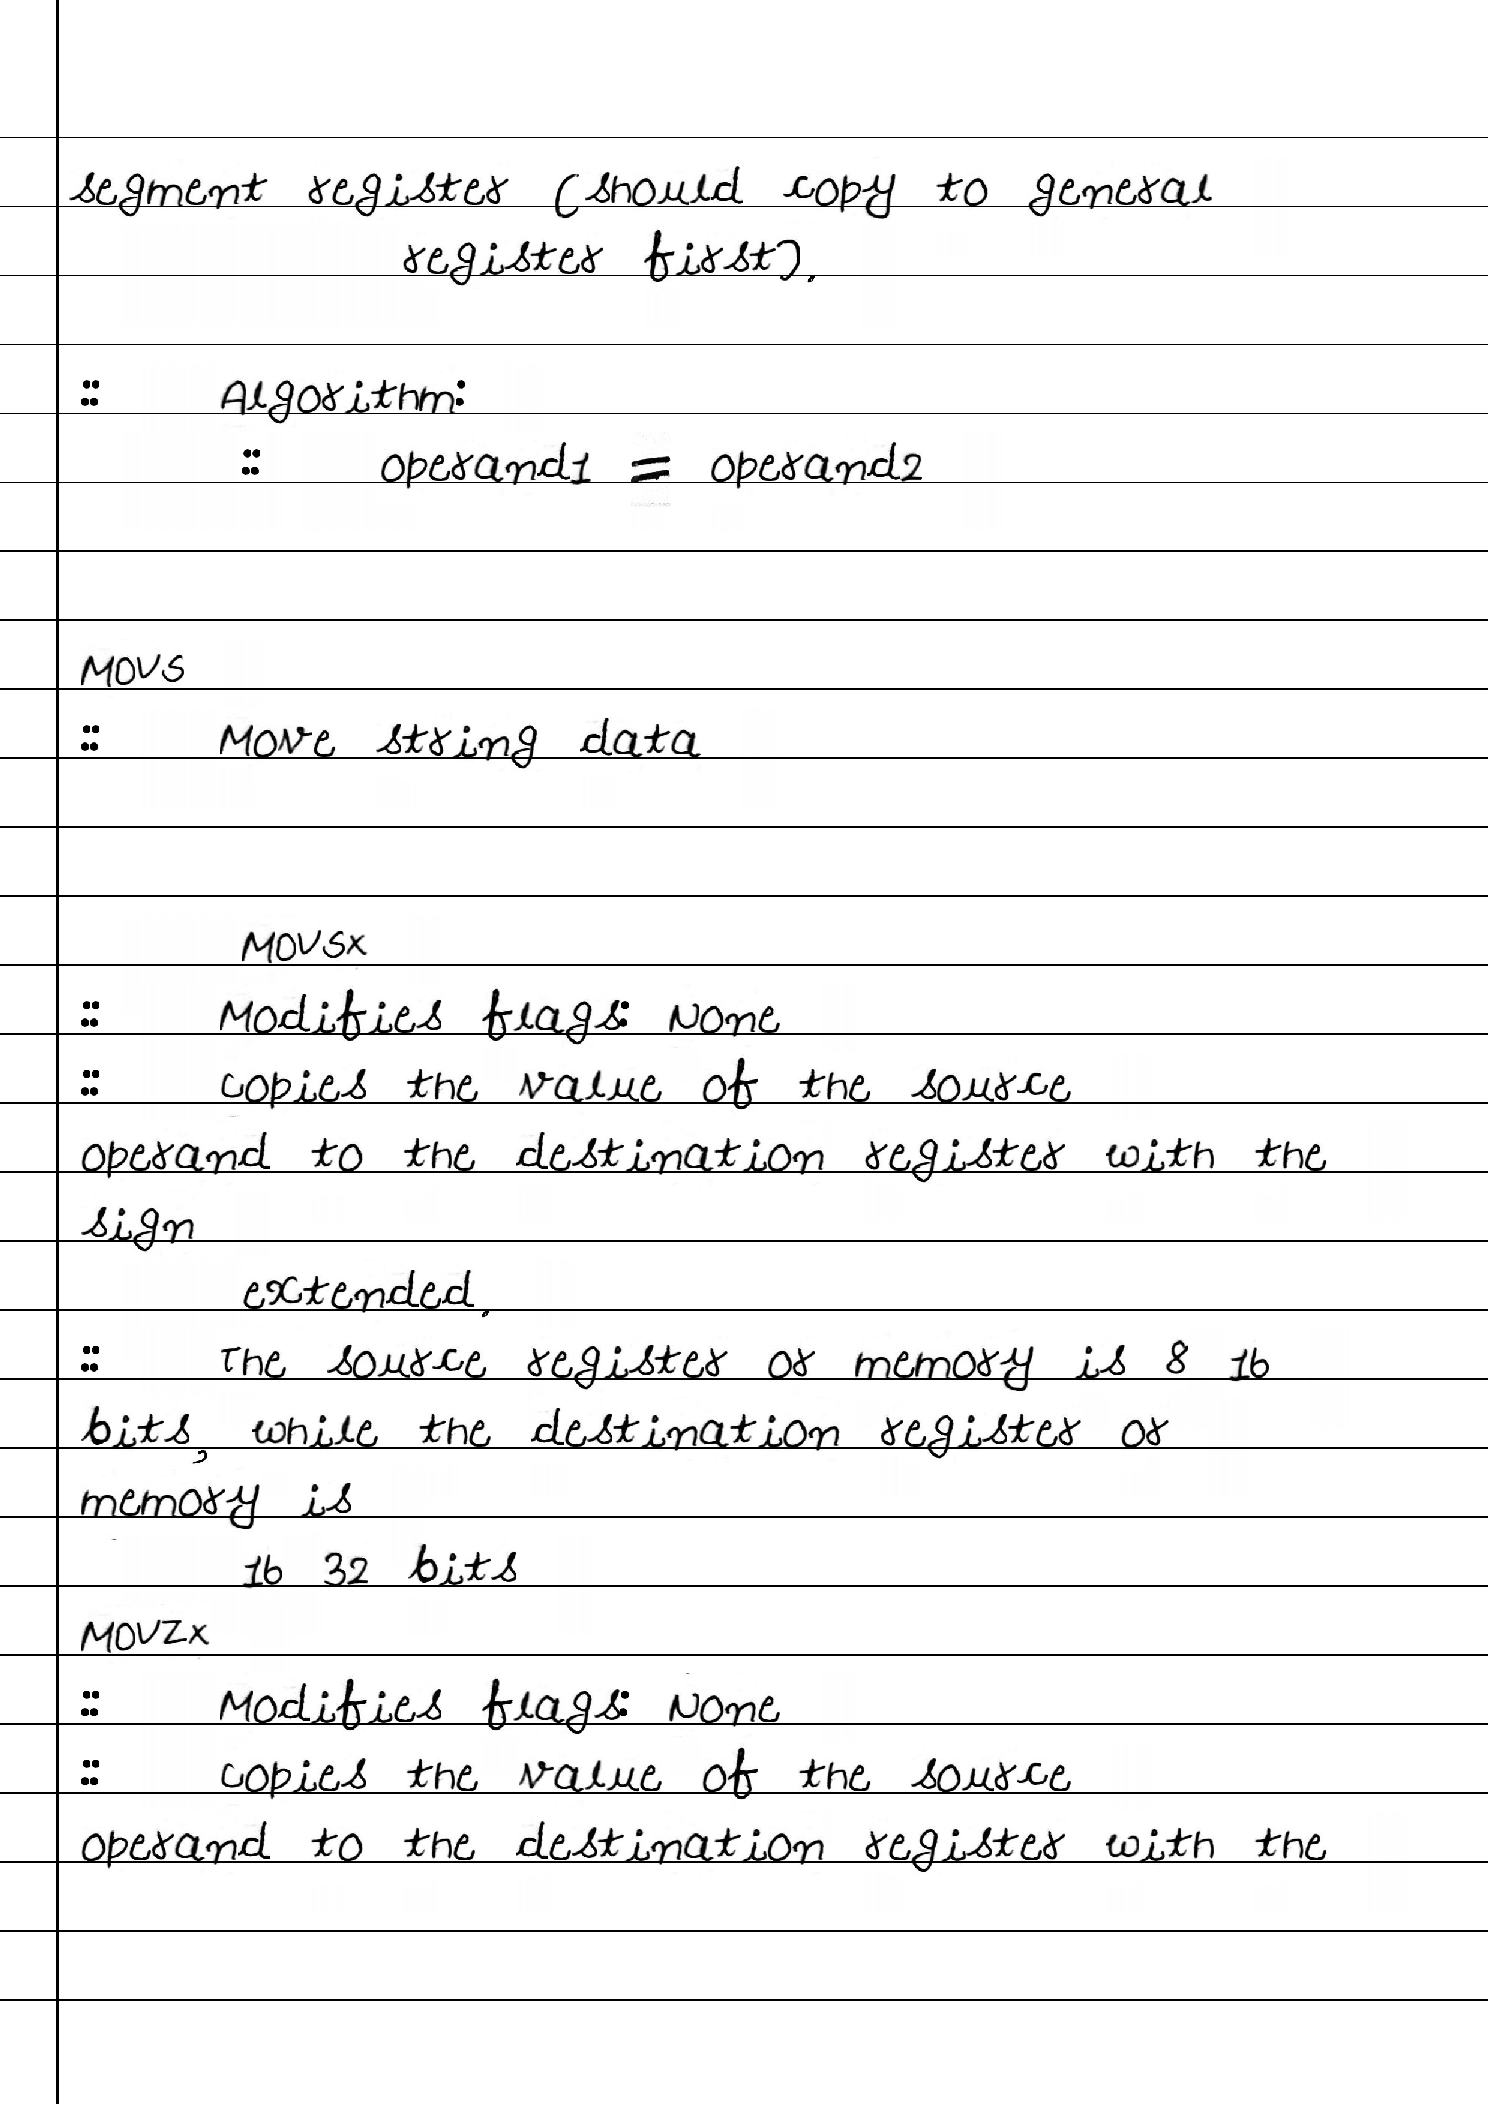 segment register (should copy to general
register first).
:: Algorithm:
:: operand1 = operand2
MOVS
:: Move string data
MOVSX
:: Modifies flags: None
:: copies the value of the source
operand to the destination register with the
sign
extended.
:: The source register or memory is 8 16
bits, while the destination register or
memory is
16 32 bits
MOVZX
:: Modifies flags: None
:: copies the value of the source
operand to the destination register with the